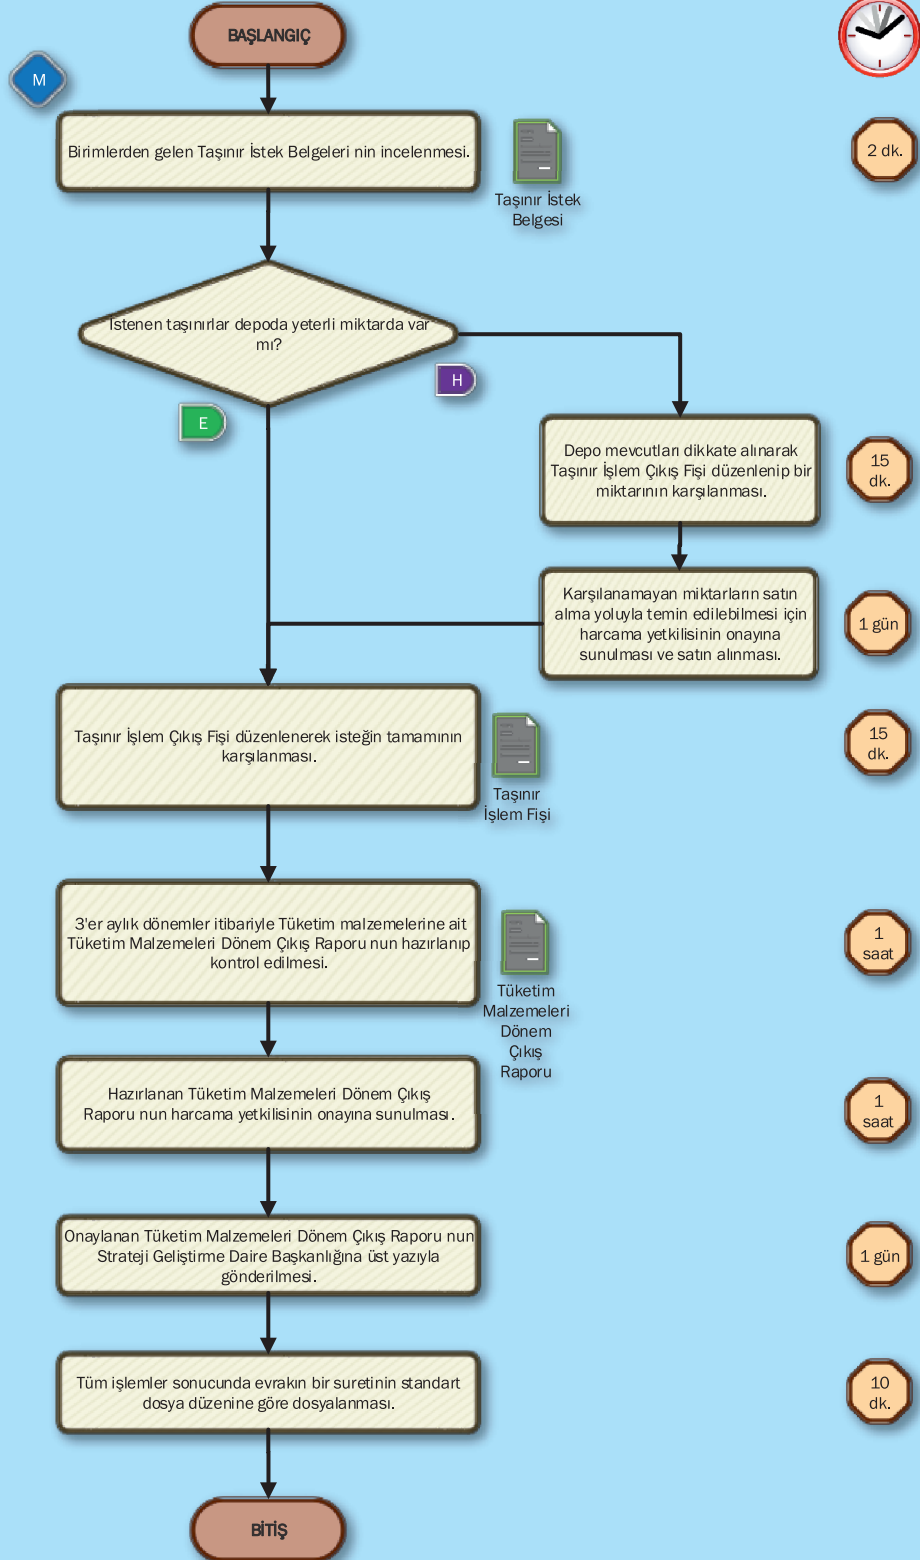 BAŞLANGIÇ
M
Birimlerden gelen Taşınır İstek Belgeleri nin incelenmesi.
Taşınır İstek
Belgesi
2 dk.
İstenen taşınırlar depoda yeterli miktarda var
mı?
H
E
Depo mevcutları dikkate alınarak
Taşınır İşlem Çıkış Fişi düzenlenip bir
miktarının karşılanması.
15
dk.
Karşılanamayan miktarların satın
alma yoluyla temin edilebilmesi için
harcama yetkilisinin onayına
sunulması ve satın alınması.
1 gün
Taşınır İşlem Çıkış Fişi düzenlenerek isteğin tamamının
karşılanması.
Taşınır
İşlem Fişi
15
dk.
3'er aylık dönemler itibariyle Tüketim malzemelerine ait
Tüketim Malzemeleri Dönem Çıkış Raporu nun hazırlanıp
kontrol edilmesi.
Tüketim
Malzemeleri
Dönem
Çıkış
Raporu
1
saat
Hazırlanan Tüketim Malzemeleri Dönem Çıkış
Raporu nun harcama yetkilisinin onayına sunulması.
1
saat
Onaylanan Tüketim Malzemeleri Dönem Çıkış Raporu nun
Strateji Geliştirme Daire Başkanlığına üst yazıyla
gönderilmesi.
1 gün
Tüm işlemler sonucunda evrakın bir suretinin standart
dosya düzenine göre dosyalanması.
10
dk.
BİTİŞ